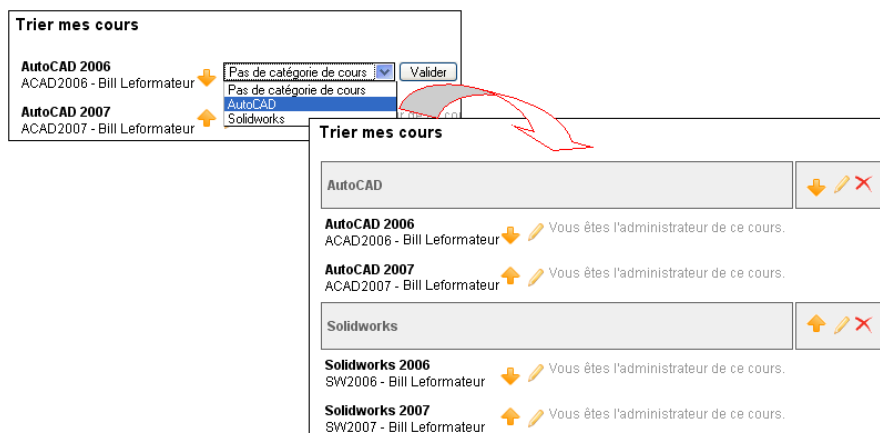 Trier mes cours
AutoCAD 2006
ACAD2006 - Bill Leformateur
Pas de catégorie de cours
Valider
Pas de catégorie de cours
AutoCAD
Solidworks
AutoCAD 2007
ACAD2007 - Bill Leformateur
Trier mes cours
AutoCAD
AutoCAD 2006
ACAD2006 - Bill Leformateur
Vous êtes l'administrateur de ce cours.
AutoCAD 2007
ACAD2007 - Bill Leformateur
Vous êtes l'administrateur de ce cours.
Solidworks
Solidworks 2006
SW2006 - Bill Leformateur
Vous êtes l'administrateur de ce cours.
Solidworks 2007
SW2007 - Bill Leformateur
Vous êtes l'administrateur de ce cours.